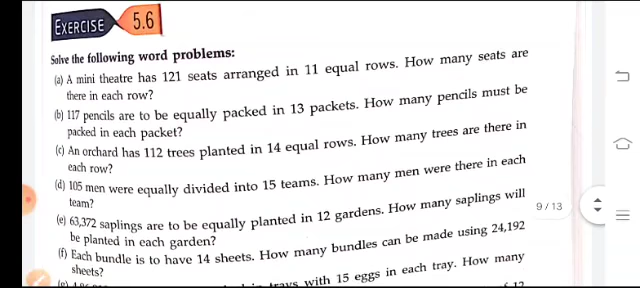 EXERCISE 5.6
Solve the following word problems:
(a) A mini theatre has 121 seats arranged in 11 equal rows. How many seats are
there in each row?
(b) 117 pencils are to be equally packed in 13 packets. How many pencils must be
packed in each packet?
(c) An orchard has 112 trees planted in 14 equal rows. How many trees are there in
each row?
(d) 105 men were equally divided into 15 teams. How many men were there in each
team?
(e) 63,372 saplings are to be equally planted in 12 gardens. How many saplings will
be planted in each garden?
9 / 13
(f) Each bundle is to have 14 sheets. How many bundles can be made using 24,192
sheets?
trays with 15 eggs in each tray. How many